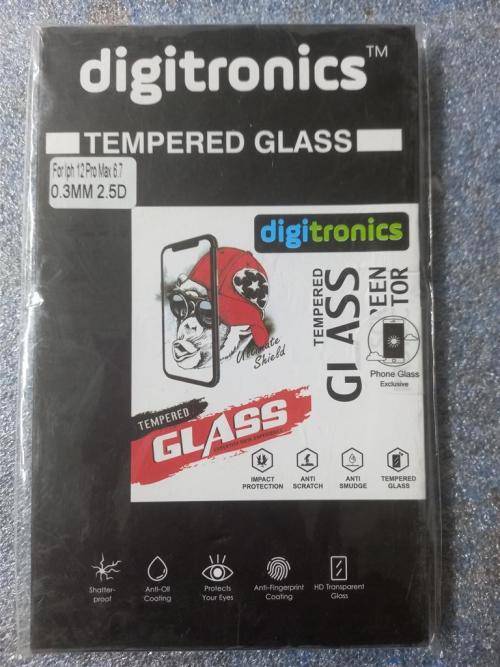 digitronics™
TEMPERED GLASS
For Iph 12 Pro Max 6.7
0.3MM 2.5D
digitronics
TEMPERED
GLASS
Ultimate
Shield
Phone Glass
Exclusive
TEMPERED
GLASS
IMPACT
PROTECTION
ANTI
SCRATCH
ANTI
SMUDGE
TEMPERED
GLASS
Shatter-
proof
Anti-Oil
Coating
Protects
Your Eyes
Anti-Fingerprint
Coating
HD Transparent
Glass